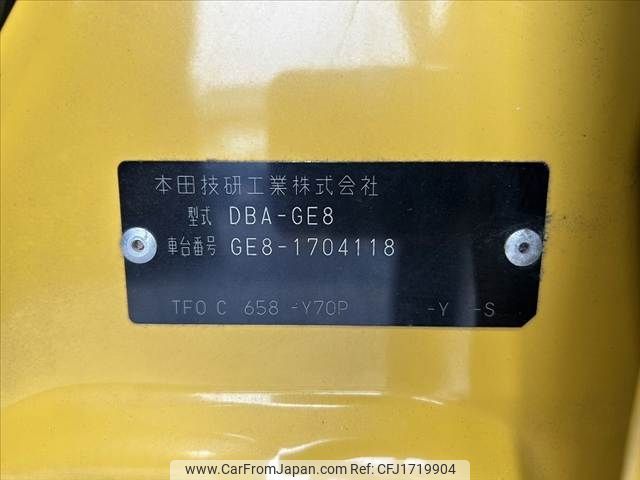 本田技研工業株式会社
型式 DBA-GE8
車台番号 GE8-1704118
TF0 C 658 -Y70P -Y -S
www.CarFromJapan.com Ref: CFJ1719904